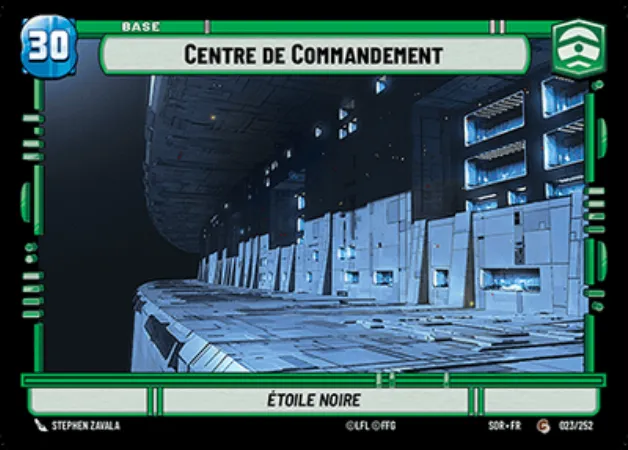 BASE
30
CENTRE DE COMMANDEMENT
ÉTOILE NOIRE
STEPHEN ZAVALA
©LFL ©FFG
SOR • FR
C
023/252